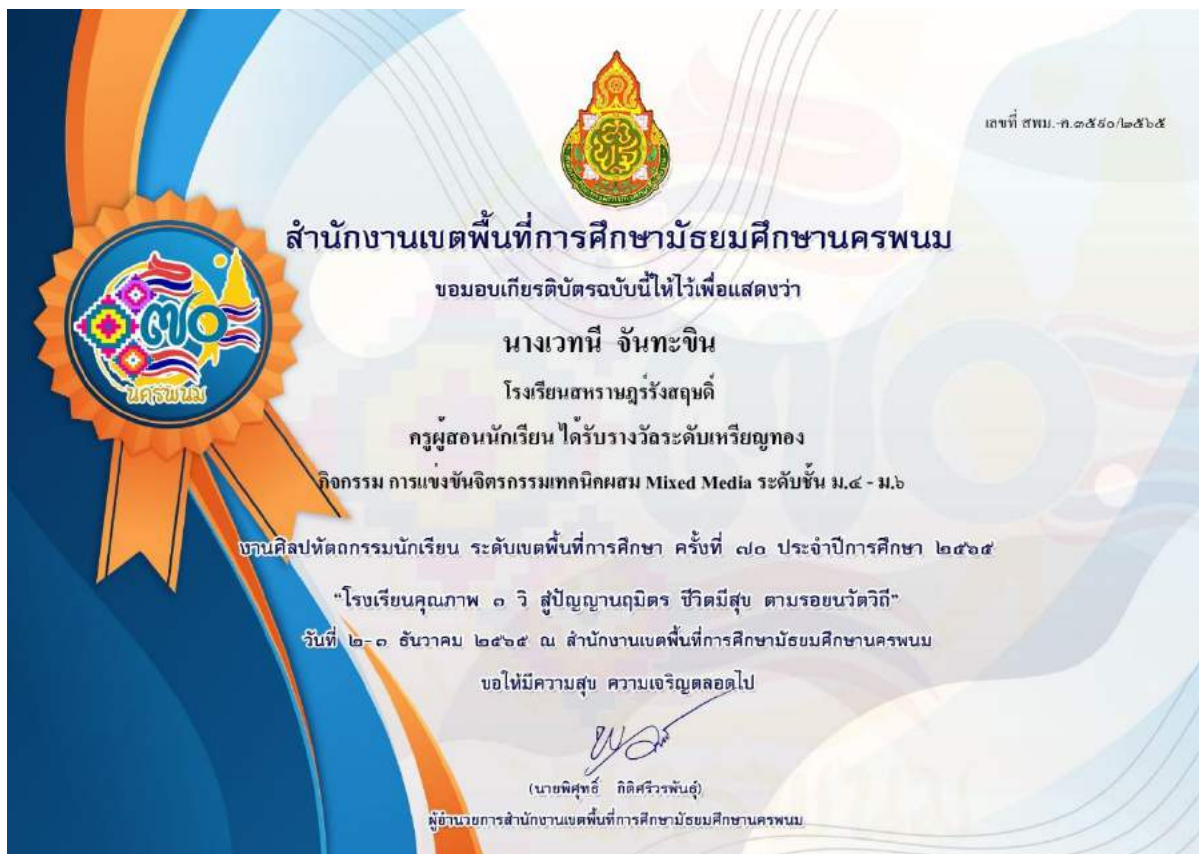 เลขที่ สพม.-ค.๓๕๙๐/๒๕๖๕
สำนักงานเขตพื้นที่การศึกษามัธยมศึกษานครพนม
ขอมอบเกียรติบัตรฉบับนี้ให้ไว้เพื่อแสดงว่า
นางเวทนี จันทะขิน
โรงเรียนสหราษฎร์รังสฤษดิ์
ครูผู้สอนนักเรียน ได้รับรางวัลระดับเหรียญทอง
กิจกรรม การแข่งขันจิตรกรรมเทคนิคผสม Mixed Media ระดับชั้น ม.๔ - ม.๖
งานศิลปหัตถกรรมนักเรียน ระดับเขตพื้นที่การศึกษา ครั้งที่ ๗๐ ประจำปีการศึกษา ๒๕๖๕
“โรงเรียนคุณภาพ ๓ วิ สู่ปัญญานฤมิตร ชีวิตมีสุข ตามรอยนวัตวิถี”
วันที่ ๒-๓ ธันวาคม ๒๕๖๕ ณ สำนักงานเขตพื้นที่การศึกษามัธยมศึกษานครพนม
ขอให้มีความสุข ความเจริญตลอดไป
(นายพิศุทธิ์ กิติศรีวรพันธุ์)
ผู้อำนวยการสำนักงานเขตพื้นที่การศึกษามัธยมศึกษานครพนม
๗๐
นครพนม